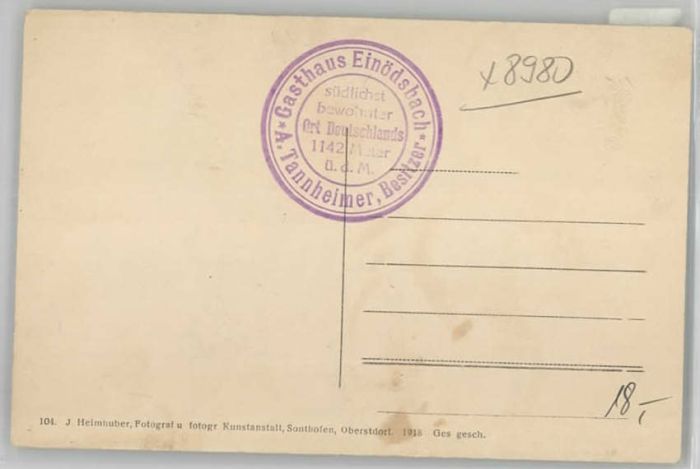 x8980
* Gasthaus Einödsbach *
südlichst
bewohnter
Ort Deutschlands
1142 Meter
ü. d. M.
A. Tannheimer, Besitzer
18,-
104. J. Heimhuber, Fotograf u fotogr Kunstanstalt, Sonthofen, Oberstdorf. 1918 Ges gesch.